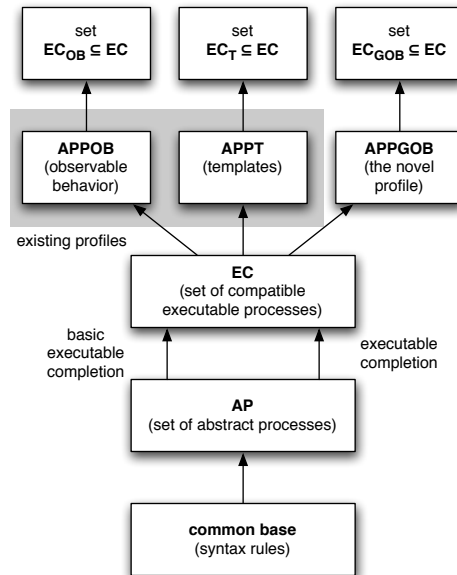 set
EC_OB ⊆ EC
set
EC_T ⊆ EC
set
EC_GOB ⊆ EC
APPOB
(observable
behavior)
APPT
(templates)
APPGOB
(the novel
profile)
existing profiles
EC
(set of compatible
executable processes)
basic
executable
completion
executable
completion
AP
(set of abstract processes)
common base
(syntax rules)